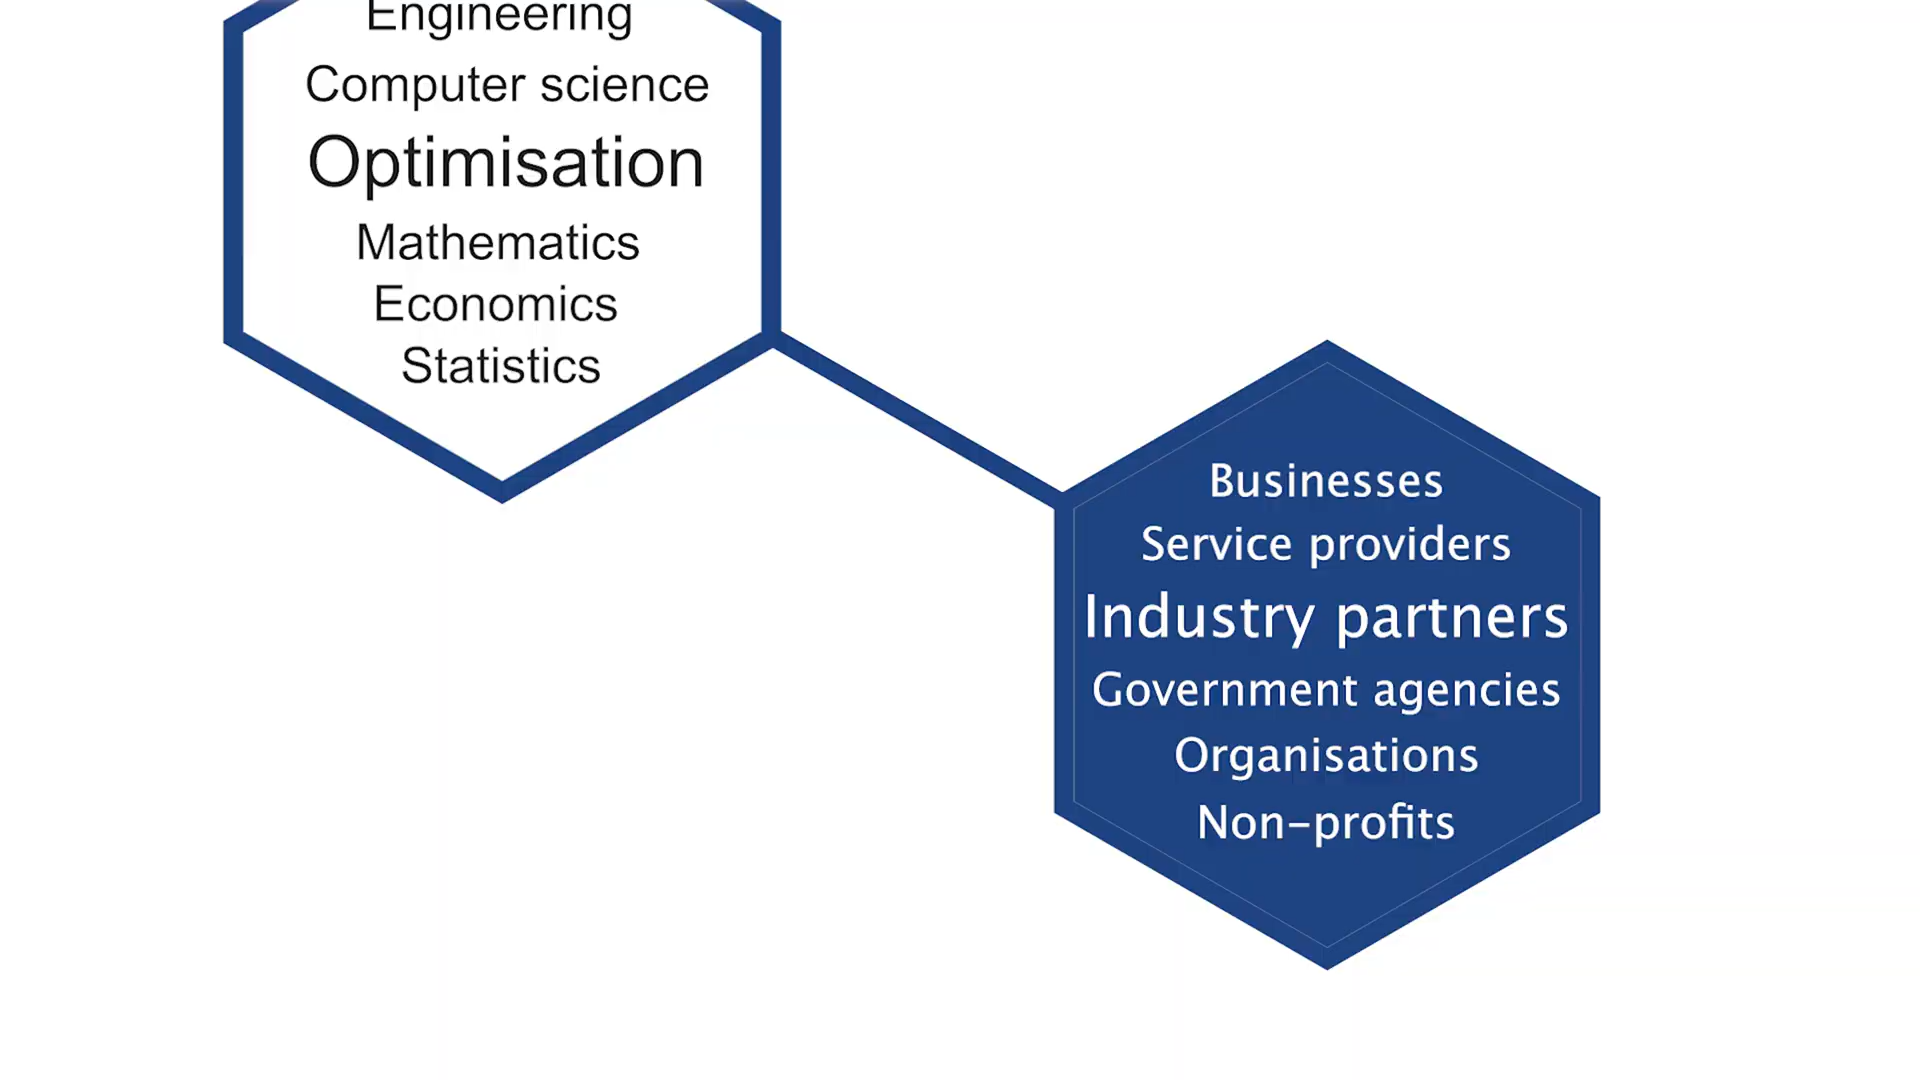 Engineering
Computer science
Optimisation
Mathematics
Economics
Statistics
Businesses
Service providers
Industry partners
Government agencies
Organisations
Non-profits